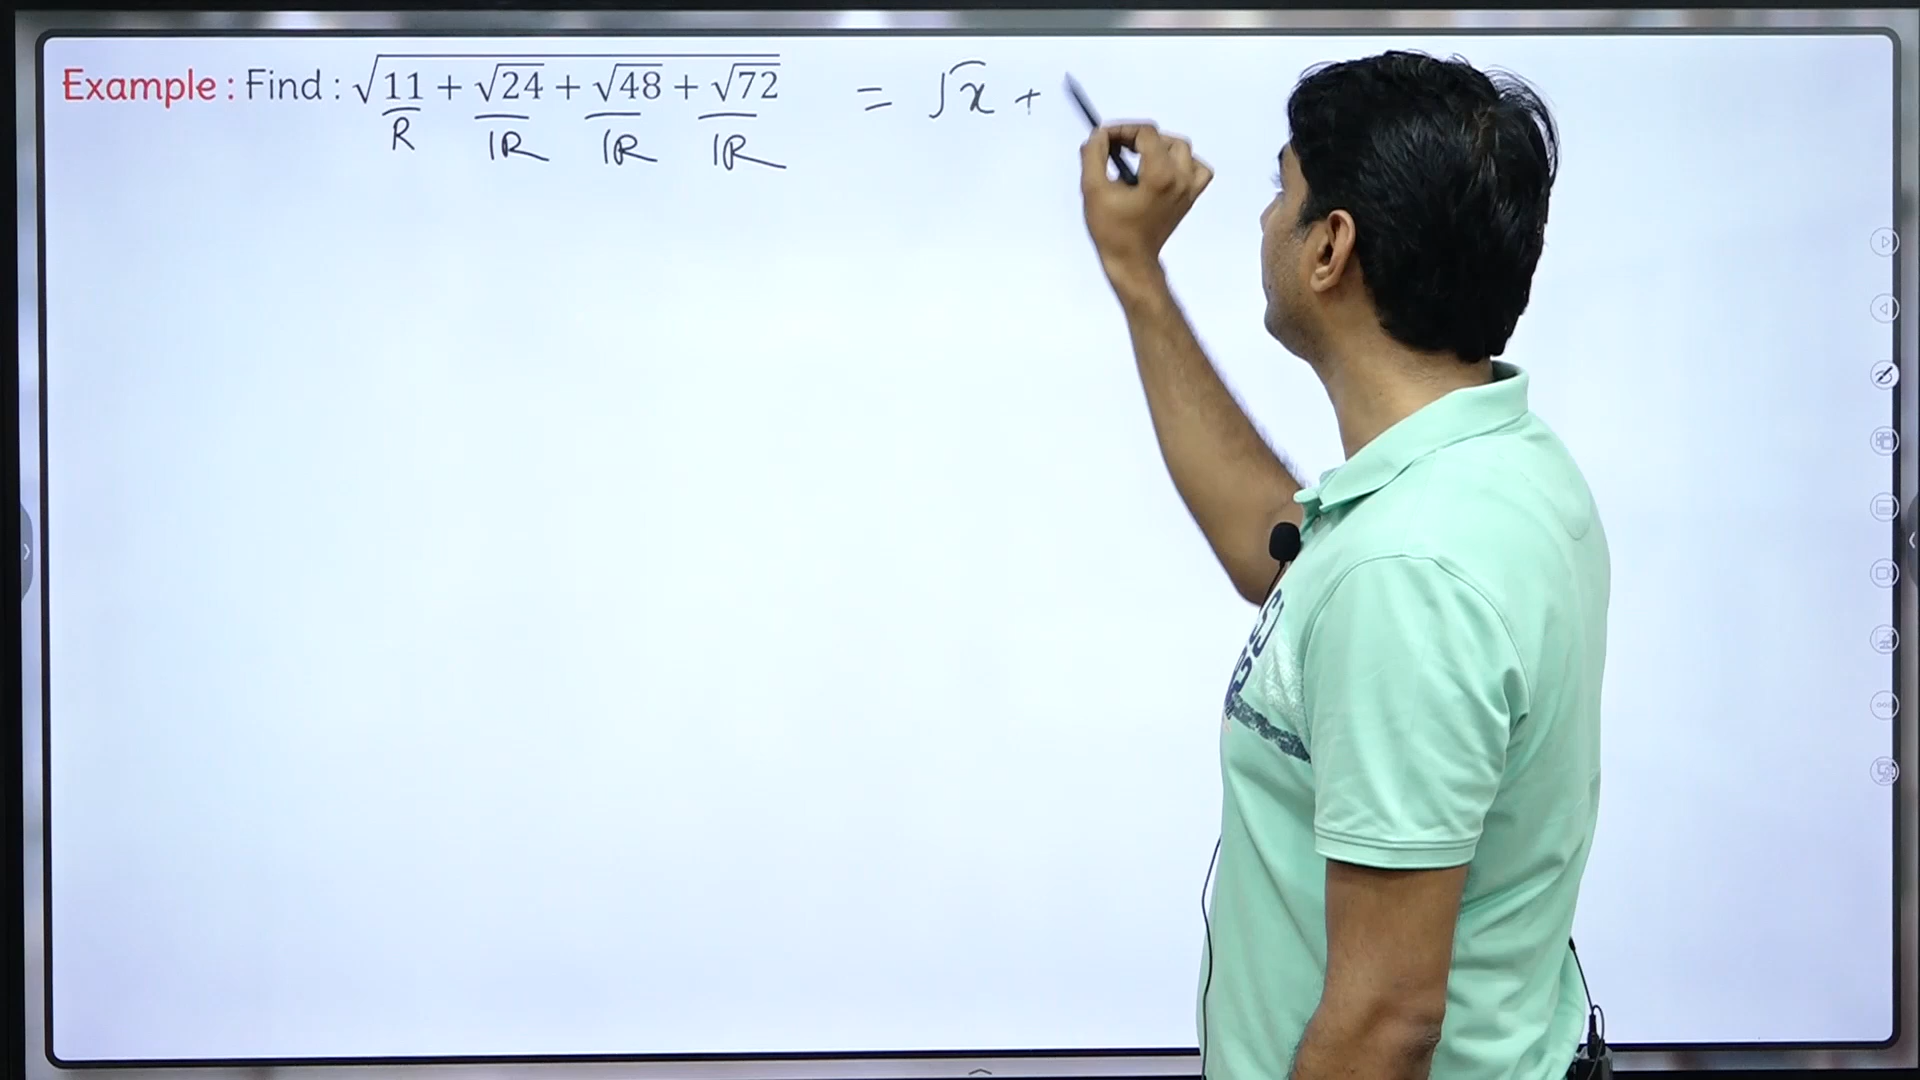 Example : Find : √(11 + √24 + √48 + √72) = √x +
R IR IR IR